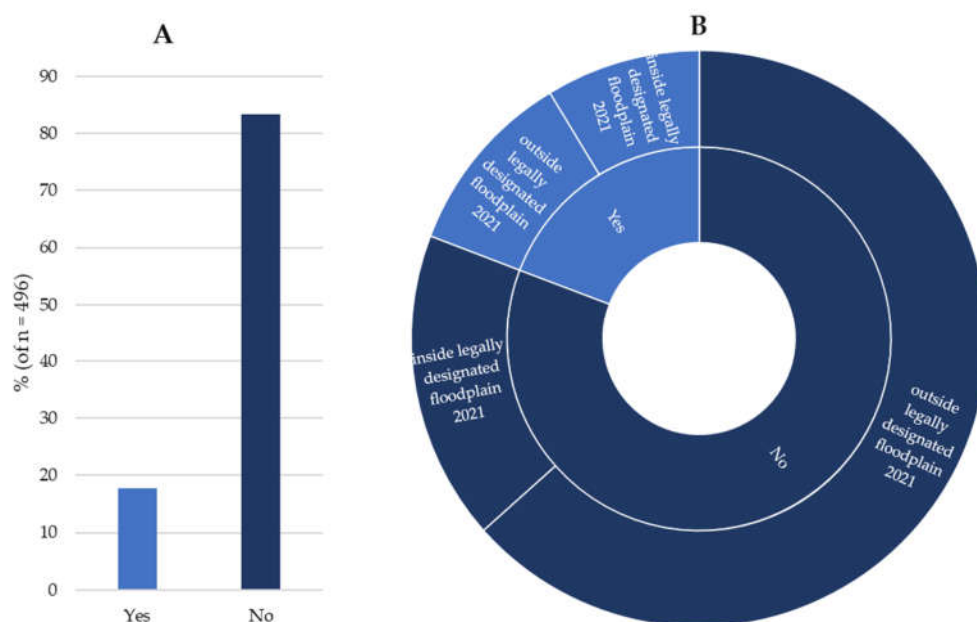 A
% (of n = 496)
90
80
70
60
50
40
30
20
10
0
Yes
No
B
inside legally
designated
floodplain
2021
outside
legally
designated
floodplain
2021
Yes
inside legally
designated
floodplain
2021
No
outside
legally
designated
floodplain
2021